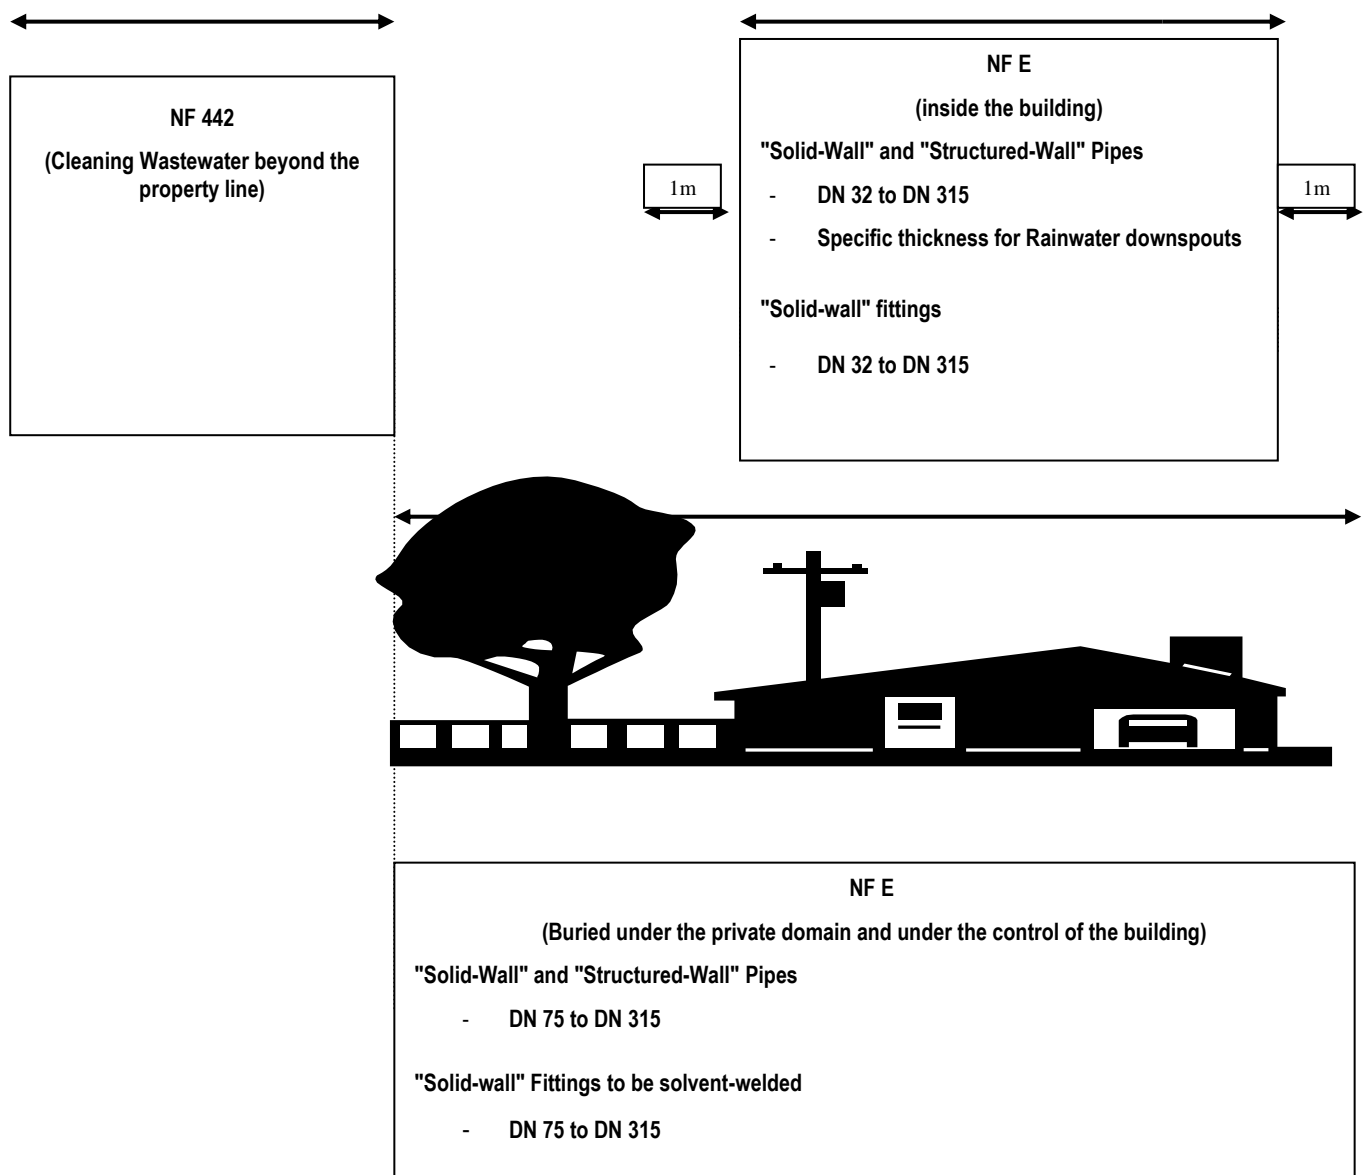 NF 442
(Cleaning Wastewater beyond the
property line)
1m
NF E
(inside the building)
"Solid-Wall" and "Structured-Wall" Pipes
- DN 32 to DN 315
- Specific thickness for Rainwater downspouts
"Solid-wall" fittings
- DN 32 to DN 315
1m
NF E
(Buried under the private domain and under the control of the building)
"Solid-Wall" and "Structured-Wall" Pipes
- DN 75 to DN 315
"Solid-wall" Fittings to be solvent-welded
- DN 75 to DN 315